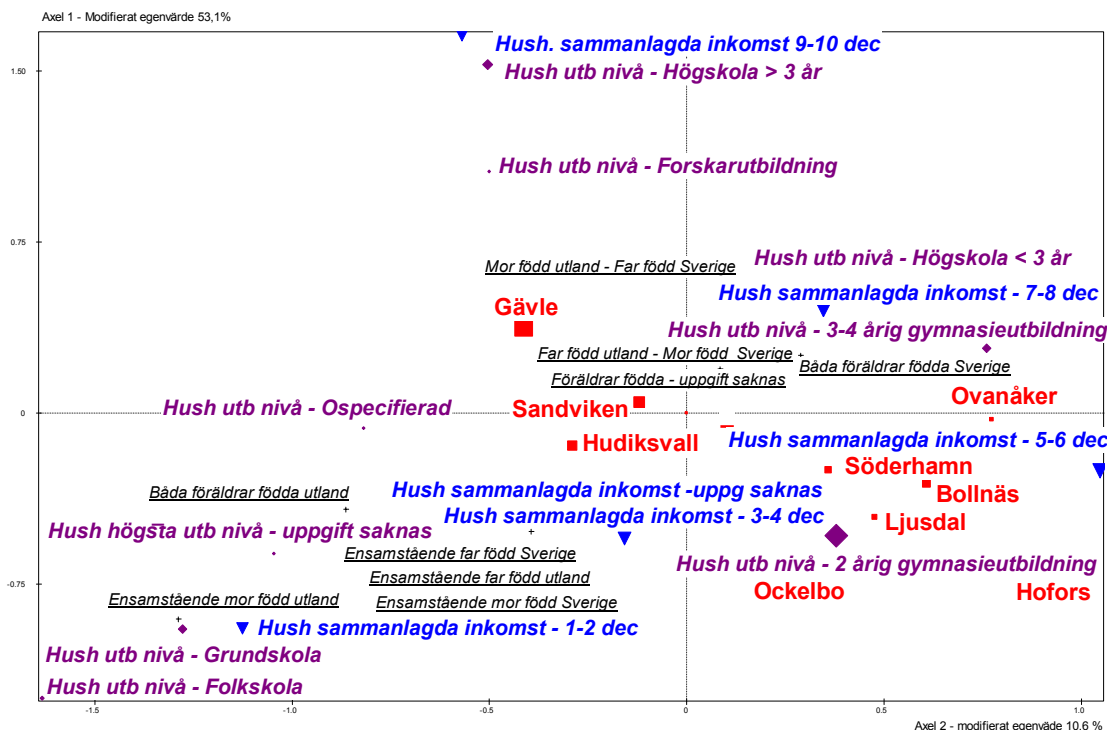 Axel 1 - Modifierat egenvärde 53,1%
Hush. sammanlagda inkomst 9-10 dec
1.50
Hush utb nivå - Högskola > 3 år
Hush utb nivå - Forskarutbildning
0.75
Hush utb nivå - Högskola < 3 år
Mor född utland - Far född Sverige
Hush sammanlagda inkomst - 7-8 dec
Gävle
Hush utb nivå - 3-4 årig gymnasieutbildning
Far född utland - Mor född Sverige
Båda föräldrar födda Sverige
Föräldrar födda - uppgift saknas
Ovanåker
Hush utb nivå - Ospecifierad
Sandviken
0
Hudiksvall
Hush sammanlagda inkomst - 5-6 dec
Söderhamn
Båda föräldrar födda utland
Hush sammanlagda inkomst -uppg saknas
Bollnäs
Hush sammanlagda inkomst - 3-4 dec
Ljusdal
Hush högsta utb nivå - uppgift saknas
Ensamstående far född Sverige
Hush utb nivå - 2 årig gymnasieutbildning
-0.75
Ensamstående far född utland
Ockelbo
Hofors
Ensamstående mor född utland
Ensamstående mor född Sverige
Hush sammanlagda inkomst - 1-2 dec
Hush utb nivå - Grundskola
Hush utb nivå - Folkskola
-1.5
-1.0
-0.5
0
0.5
1.0
Axel 2 - modifierat egenväde 10.6 %